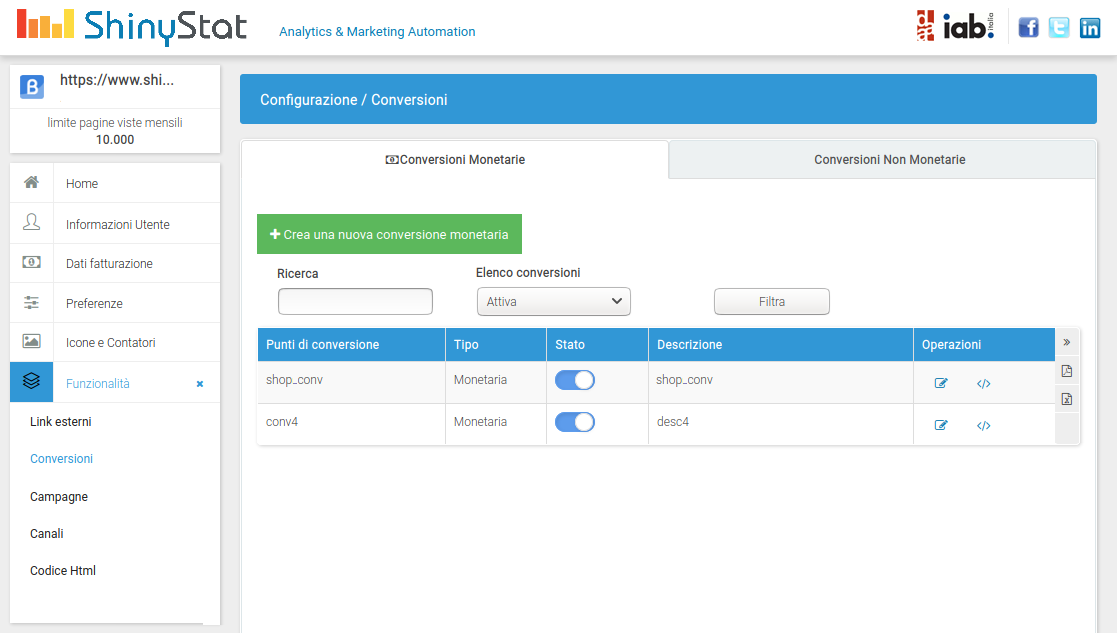 ShinyStat
Analytics & Marketing Automation
iab. italia
https://www.shi...
limite pagine viste mensili
10.000
Home
Informazioni Utente
Dati fatturazione
Preferenze
Icone e Contatori
Funzionalità
Link esterni
Conversioni
Campagne
Canali
Codice Html
Configurazione / Conversioni
Conversioni Monetarie
Conversioni Non Monetarie
Crea una nuova conversione monetaria
Ricerca
Elenco conversioni
Attiva
Filtra
Punti di conversione Tipo Stato Descrizione Operazioni
shop_conv Monetaria shop_conv
conv4 Monetaria desc4